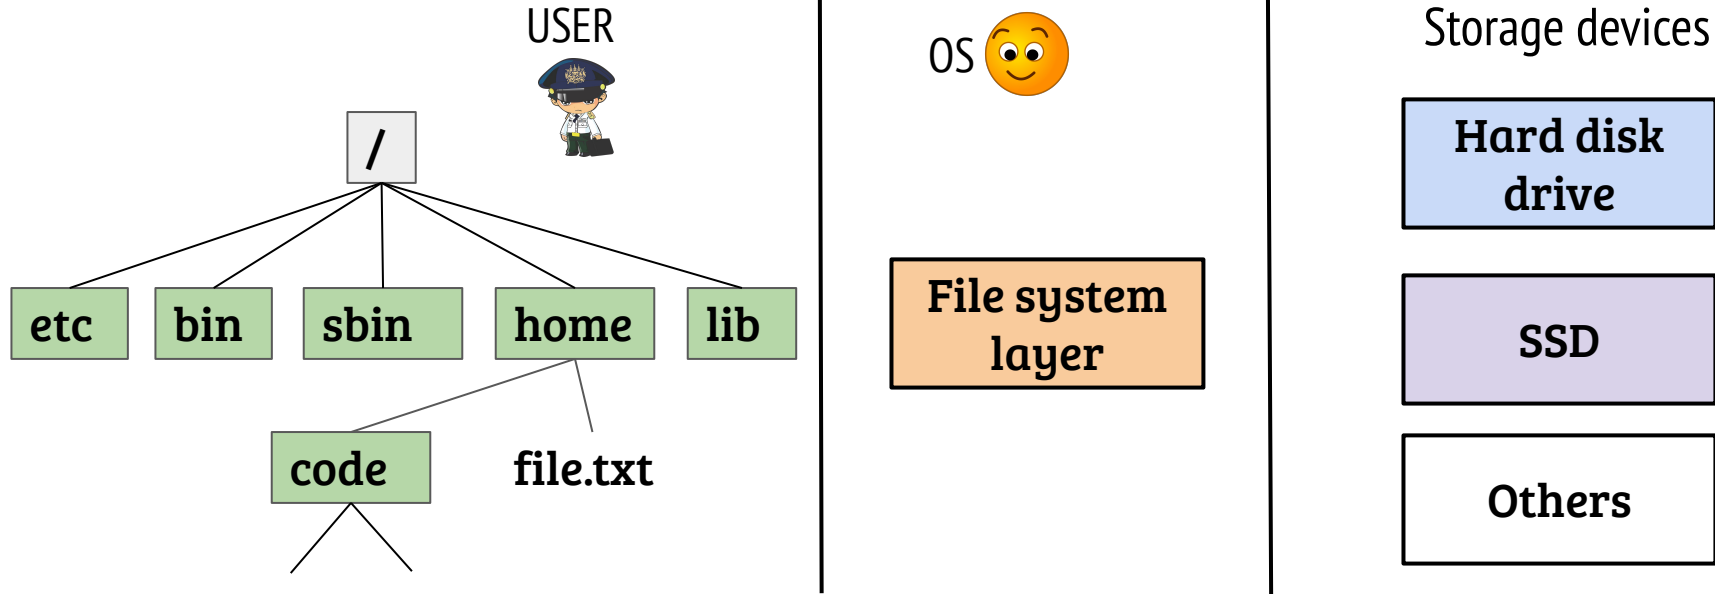 USER
/
etc
bin
sbin
home
lib
code
file.txt
OS
File system
layer
Storage devices
Hard disk
drive
SSD
Others